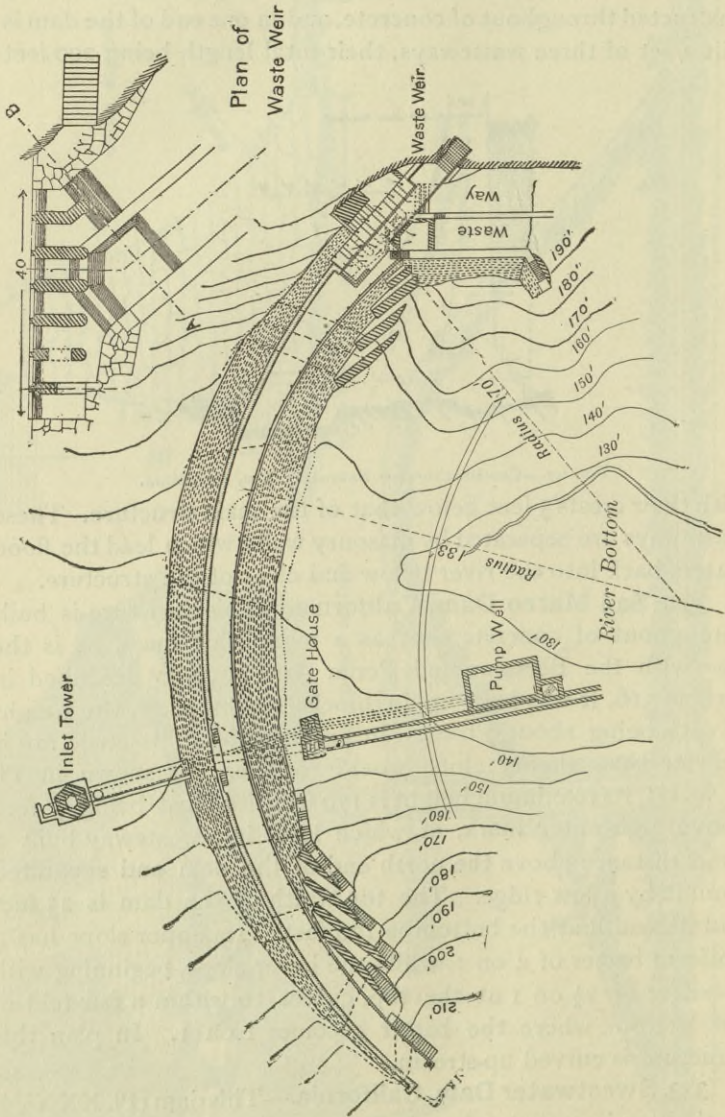 Plan of
Waste Weir
B
40
A
Waste Weir
Waste Way
190'
180'
170'
160'
150'
140'
130'
Radius 170'
Radius 133'
130'
River Bottom
Inlet Tower
Gate House
Pump Well
140'
150'
160'
170'
180'
190
200
210